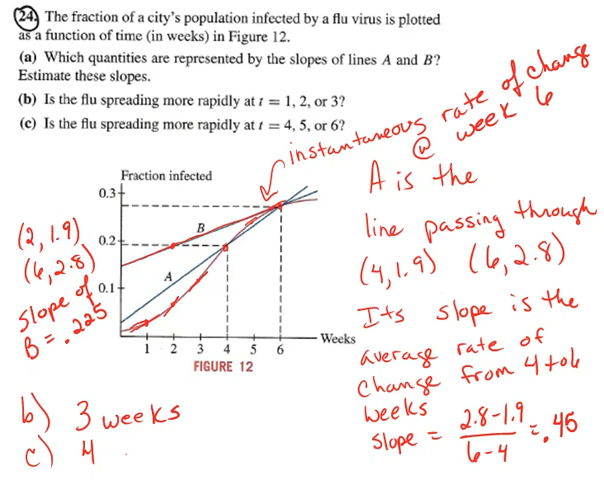 24. The fraction of a city's population infected by a flu virus is plotted
as a function of time (in weeks) in Figure 12.
(a) Which quantities are represented by the slopes of lines A and B?
Estimate these slopes.
(b) Is the flu spreading more rapidly at t = 1, 2, or 3?
(c) Is the flu spreading more rapidly at t = 4, 5, or 6?
instantaneous rate of change
@ week 6
Fraction infected
0.3
0.2
0.1
B
A
1 2 3 4 5 6
Weeks
FIGURE 12
(2, 1.9)
(6, 2.8)
slope of
B = .225
A is the
line passing through
(4, 1.9) (6, 2.8)
Its slope is the
average rate of
change from 4 to 6
weeks
slope = 2.8-1.9 = .45
6-4
b) 3 weeks
c) 4